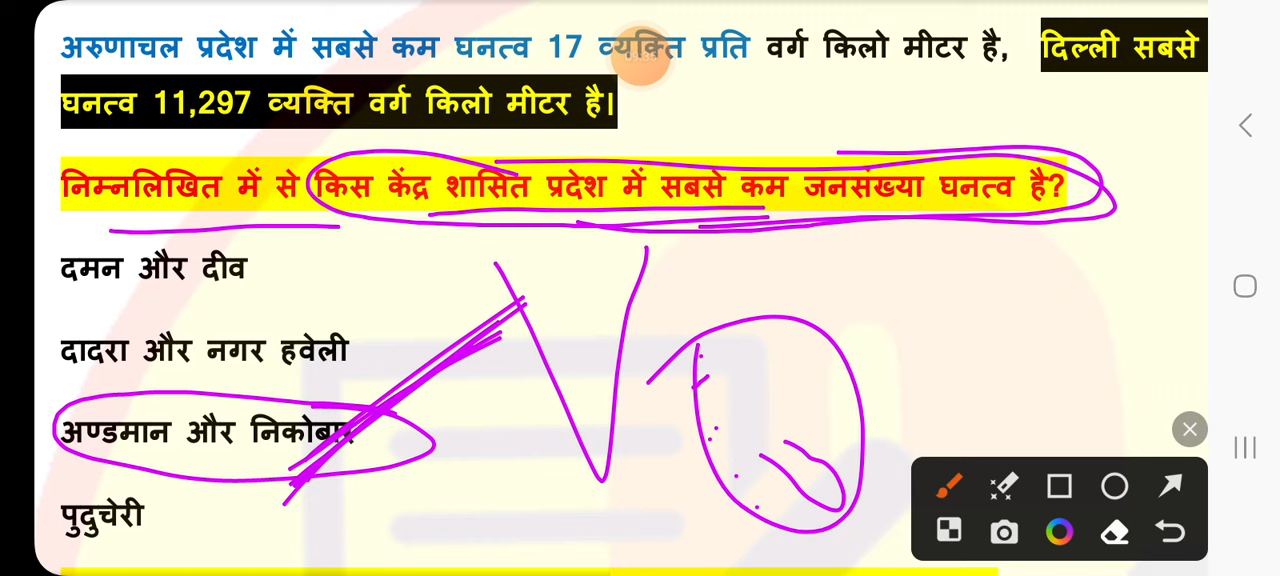 अरुणाचल प्रदेश में सबसे कम घनत्व 17 व्यक्ति प्रति वर्ग किलो मीटर है, दिल्ली सबसे
घनत्व 11,297 व्यक्ति वर्ग किलो मीटर है।
निम्नलिखित में से किस केंद्र शासित प्रदेश में सबसे कम जनसंख्या घनत्व है?
दमन और दीव
दादरा और नगर हवेली
अण्डमान और निकोबार
पुदुचेरी